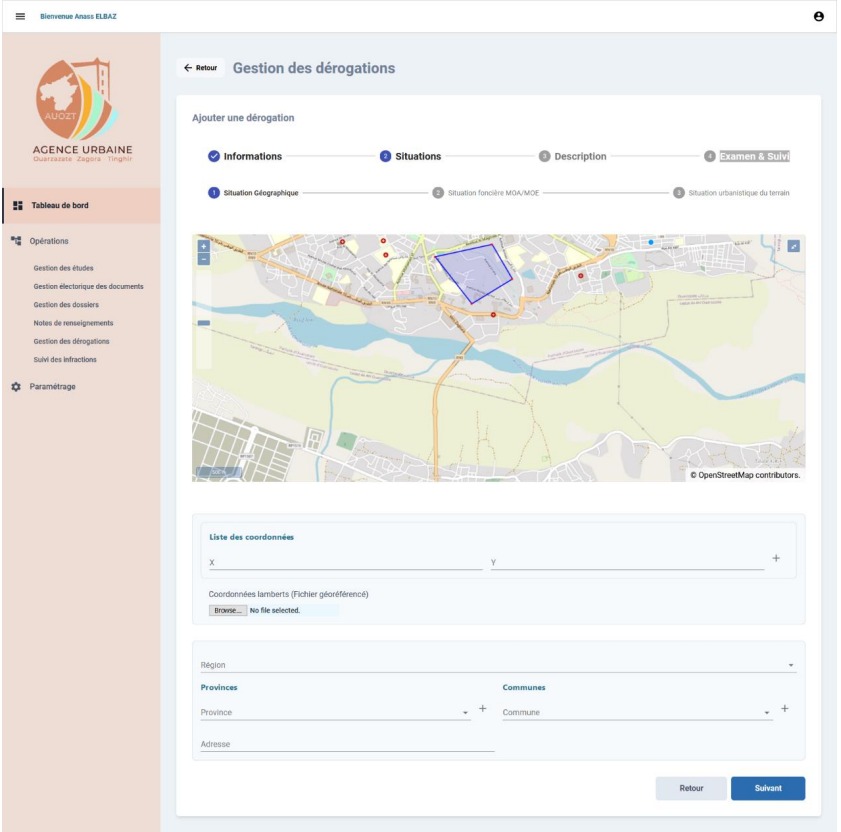 Bienvenue Anass ELBAZ
AUOZT
AGENCE URBAINE
Ouarzazate Zagora Tinghir
Tableau de bord
Opérations
Gestion des études
Gestion électorique des documents
Gestion des dossiers
Notes de renseignements
Gestion des dérogations
Suivi des infractions
Paramétrage
Retour
Gestion des dérogations
Ajouter une dérogation
Informations
2 Situations
3 Description
4 Examen & Suivi
1 Situation Géographique
2 Situation foncière MOA/MOE
3 Situation urbanistique du terrain
+
−
© OpenStreetMap contributors.
Liste des coordonnées
X
Y
+
Coordonnées lamberts (Fichier géoréférencé)
Browse... No file selected.
Région
Provinces
Communes
Province
+
Commune
+
Adresse
Retour
Suivant